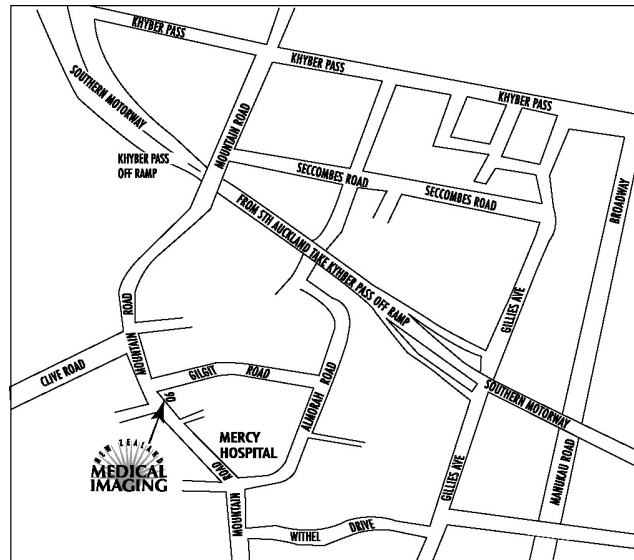 KHYBER PASS
KHYBER PASS
KHYBER PASS
SOUTHERN MOTORWAY
MOUNTAIN ROAD
KHYBER PASS
OFF RAMP
SECCOMBES ROAD
SECCOMBES ROAD
BROADWAY
FROM STH AUCKLAND TAKE KYHBER PASS OFF RAMP
GILLIES AVE
MOUNTAIN ROAD
CLIVE ROAD
GILGIT ROAD
ALMORAH ROAD
SOUTHERN MOTORWAY
90
NEW ZEALAND
MEDICAL
IMAGING
MERCY
HOSPITAL
MOUNTAIN ROAD
GILLIES AVE
MANUKAU ROAD
WITHEL DRIVE